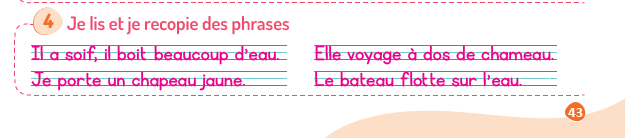 4 Je lis et je recopie des phrases
Il a soif, il boit beaucoup d'eau.
Je porte un chapeau jaune.
Elle voyage à dos de chameau.
Le bateau flotte sur l'eau.
43